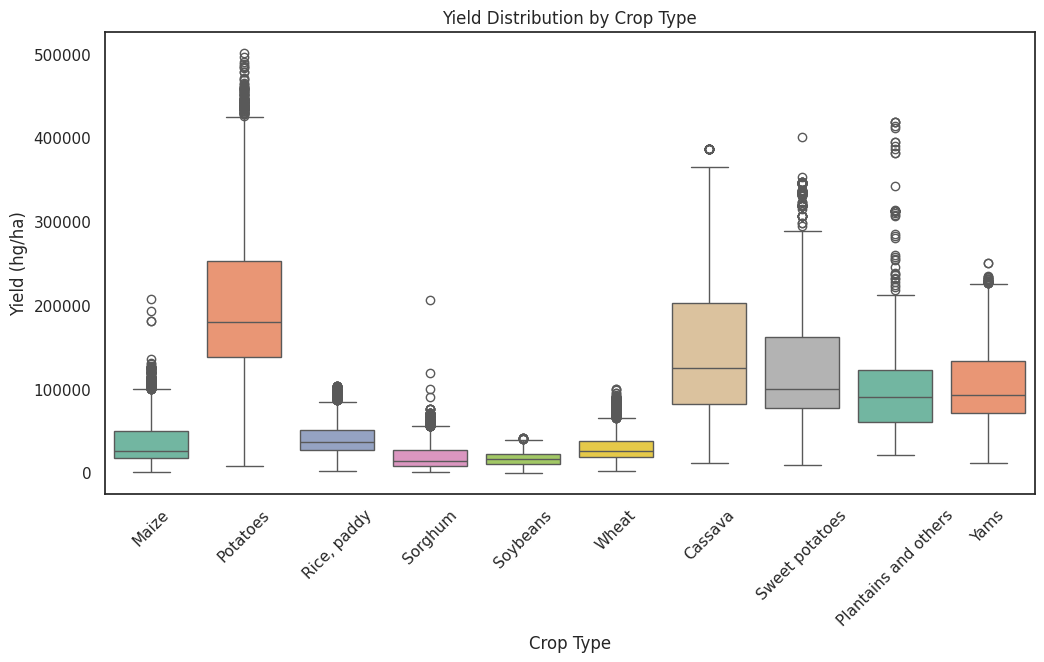 Yield Distribution by Crop Type
Yield (hg/ha)
500000
400000
300000
200000
100000
0
Maize
Potatoes
Rice, paddy
Sorghum
Soybeans
Wheat
Cassava
Sweet potatoes
Plantains and others
Yams
Crop Type